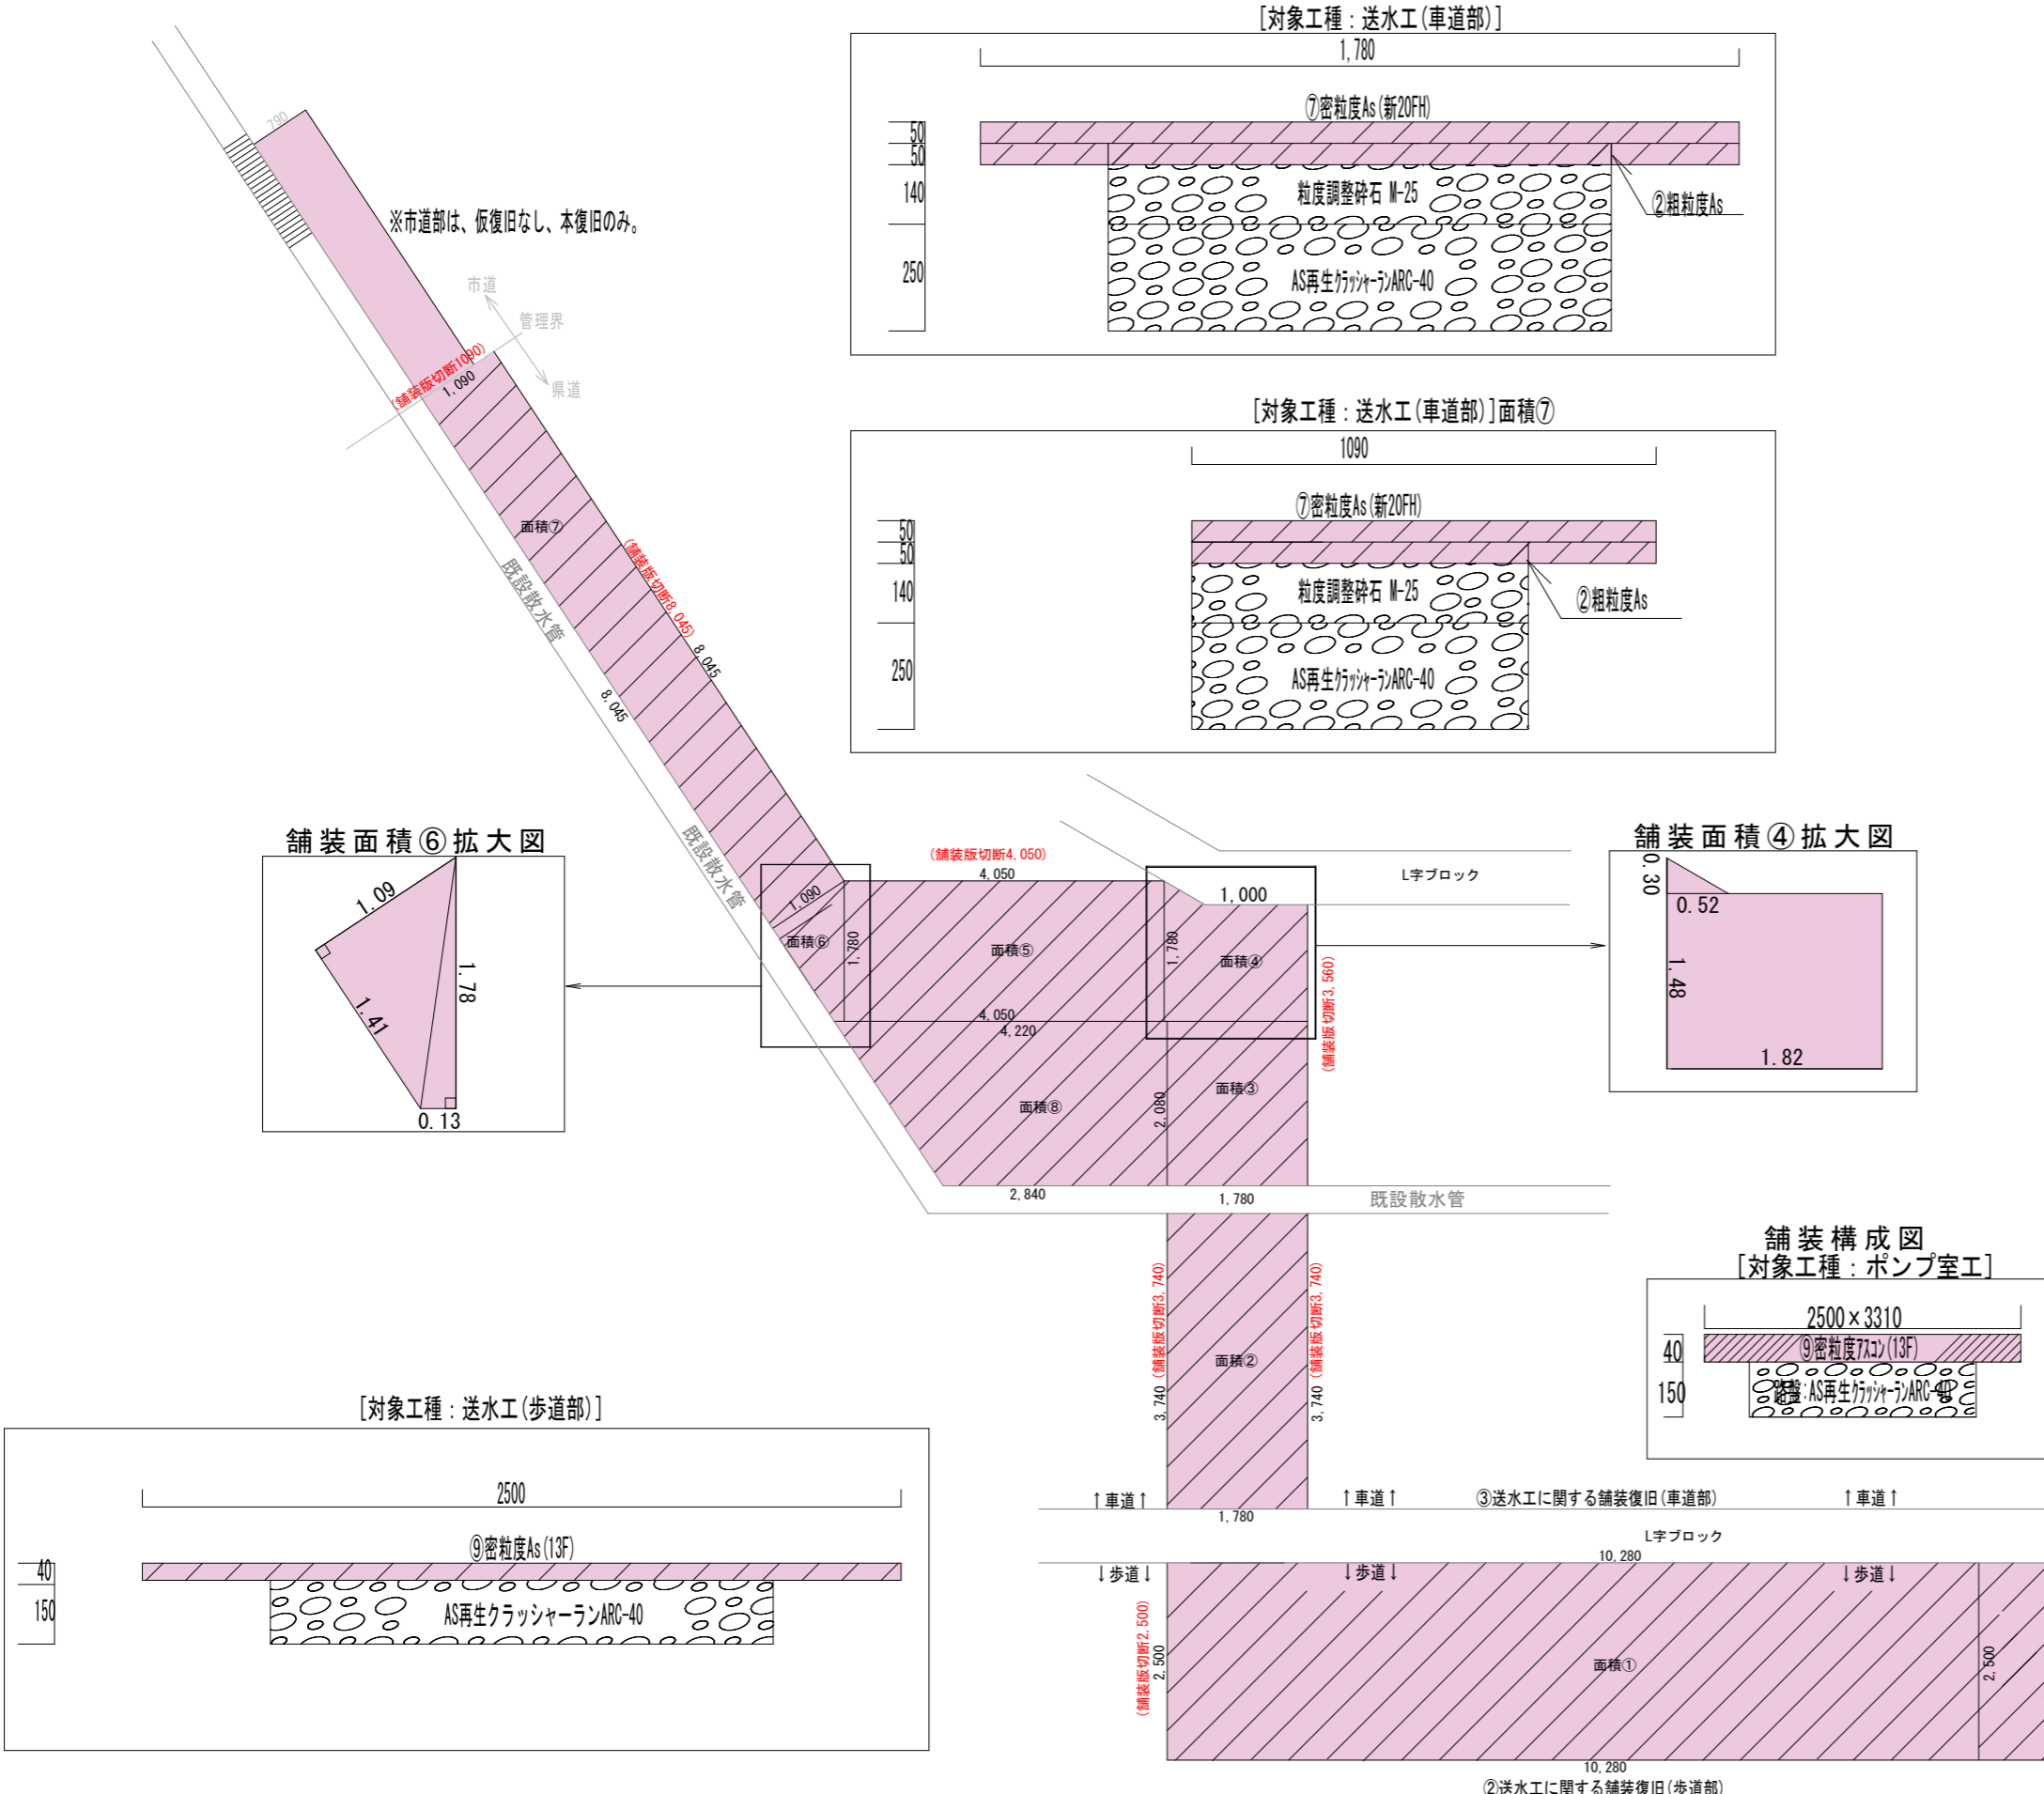 [対象工種：送水工(車道部)]
1,780
⑦密粒度As(新20FH)
50
50
140
250
粒度調整砕石 M-25
②粗粒度As
AS再生クラッシャーランARC-40
790
※市道部は、仮復旧なし、本復旧のみ。
市道
管理界
県道
(舗装版切断1090)
1,090
[対象工種：送水工(車道部)]面積⑦
1090
⑦密粒度As(新20FH)
50
50
140
250
粒度調整砕石 M-25
②粗粒度As
AS再生クラッシャーランARC-40
面積⑦
(舗装版切断8,045)
8,045
既設散水管
8,045
既設散水管
舗装面積⑥拡大図
1.09
1.78
1.41
0.13
(舗装版切断4,050)
4,050
L字ブロック
1,000
1,090
面積⑥
1,780
面積⑤
1,780
面積④
(舗装版切断3,560)
4,050
4,220
面積⑧
2,080
面積③
2,840
1,780
既設散水管
舗装面積④拡大図
0.30
0.52
1.48
1.82
舗装構成図
[対象工種：ポンプ室工]
2500×3310
40
⑨密粒度アスコン(13F)
150
路盤:AS再生クラッシャーランARC-40
(舗装版切断3,740)
3,740
面積②
(舗装版切断3,740)
3,740
[対象工種：送水工(歩道部)]
2500
⑨密粒度As(13F)
40
150
AS再生クラッシャーランARC-40
↑車道↑
1,780
↑車道↑
③送水工に関する舗装復旧(車道部)
↑車道↑
L字ブロック
10,280
↓歩道↓
↓歩道↓
↓歩道↓
(舗装版切断2,500)
2,500
面積①
2,500
10,280
②送水工に関する舗装復旧(歩道部)